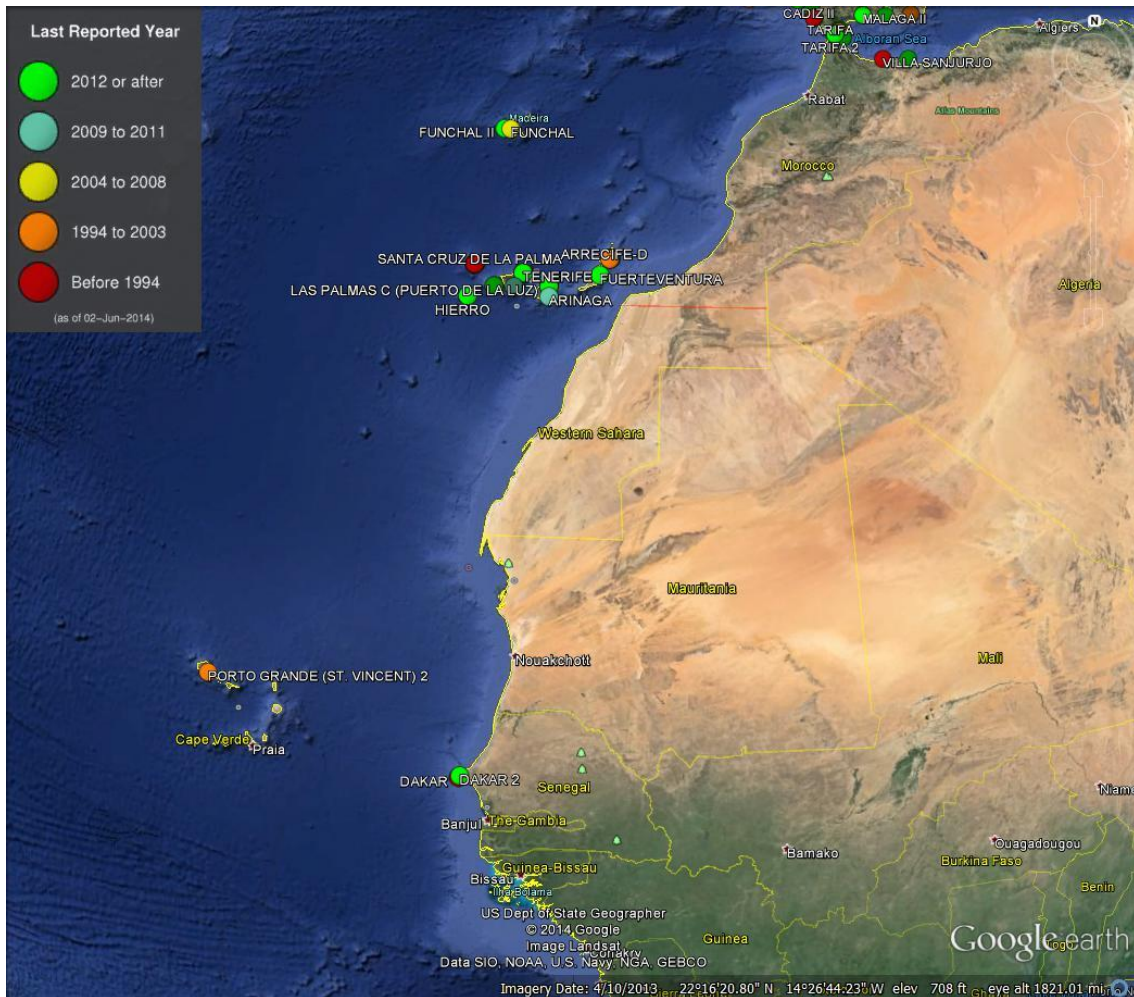 Last Reported Year
2012 or after
2009 to 2011
2004 to 2008
1994 to 2003
Before 1994
(as of 02-Jun-2014)
CADIZ II
MALAGA II
TARIFA
TARIFA 2
Alboran Sea
Algiers
N
VILLA SANJURJO
Rabat
Atlas Mountains
Madeira
FUNCHAL II
FUNCHAL
Morocco
SANTA CRUZ DE LA PALMA
ARRECIFE-D
TENERIFE
FUERTEVENTURA
LAS PALMAS C (PUERTO DE LA LUZ)
ARINAGA
HIERRO
Algeria
Western Sahara
Mauritania
Nouakchott
Mali
PORTO GRANDE (ST. VINCENT) 2
Cape Verde
Praia
DAKAR
DAKAR 2
Senegal
Banjul
The Gambia
Bamako
Ouagadougou
Burkina Faso
Benin
Guinea-Bissau
Bissau
Ilha Bolama
US Dept of State Geographer
© 2014 Google
Image Landsat
Conakry
Data SIO, NOAA, U.S. Navy, NGA, GEBCO
Guinea
Google earth
Imagery Date: 4/10/2013 22°16'20.80" N 14°26'44.23" W elev 708 ft eye alt 1821.01 mi